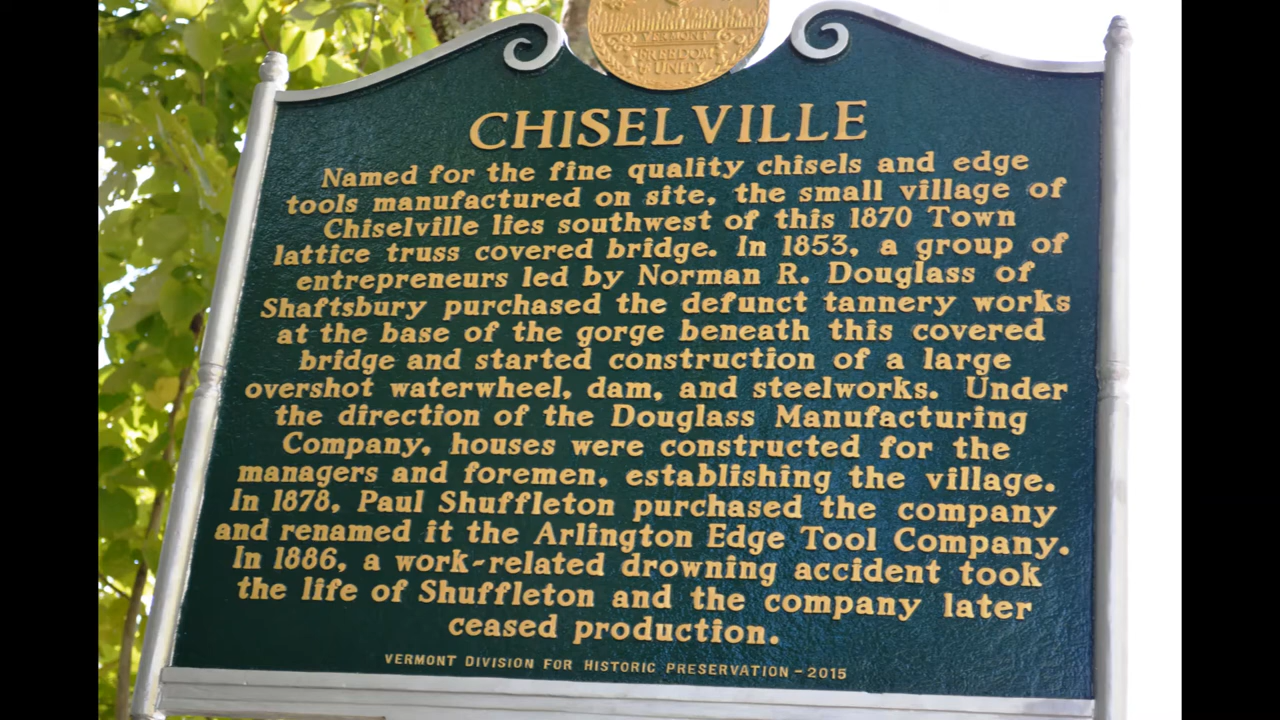 VERMONT
FREEDOM
& UNITY
CHISELVILLE
Named for the fine quality chisels and edge
tools manufactured on site, the small village of
Chiselville lies southwest of this 1870 Town
lattice truss covered bridge. In 1853, a group of
entrepreneurs led by Norman R. Douglass of
Shaftsbury purchased the defunct tannery works
at the base of the gorge beneath this covered
bridge and started construction of a large
overshot waterwheel, dam, and steelworks. Under
the direction of the Douglass Manufacturing
Company, houses were constructed for the
managers and foremen, establishing the village.
In 1878, Paul Shuffleton purchased the company
and renamed it the Arlington Edge Tool Company.
In 1886, a work-related drowning accident took
the life of Shuffleton and the company later
ceased production.
VERMONT DIVISION FOR HISTORIC PRESERVATION - 2015